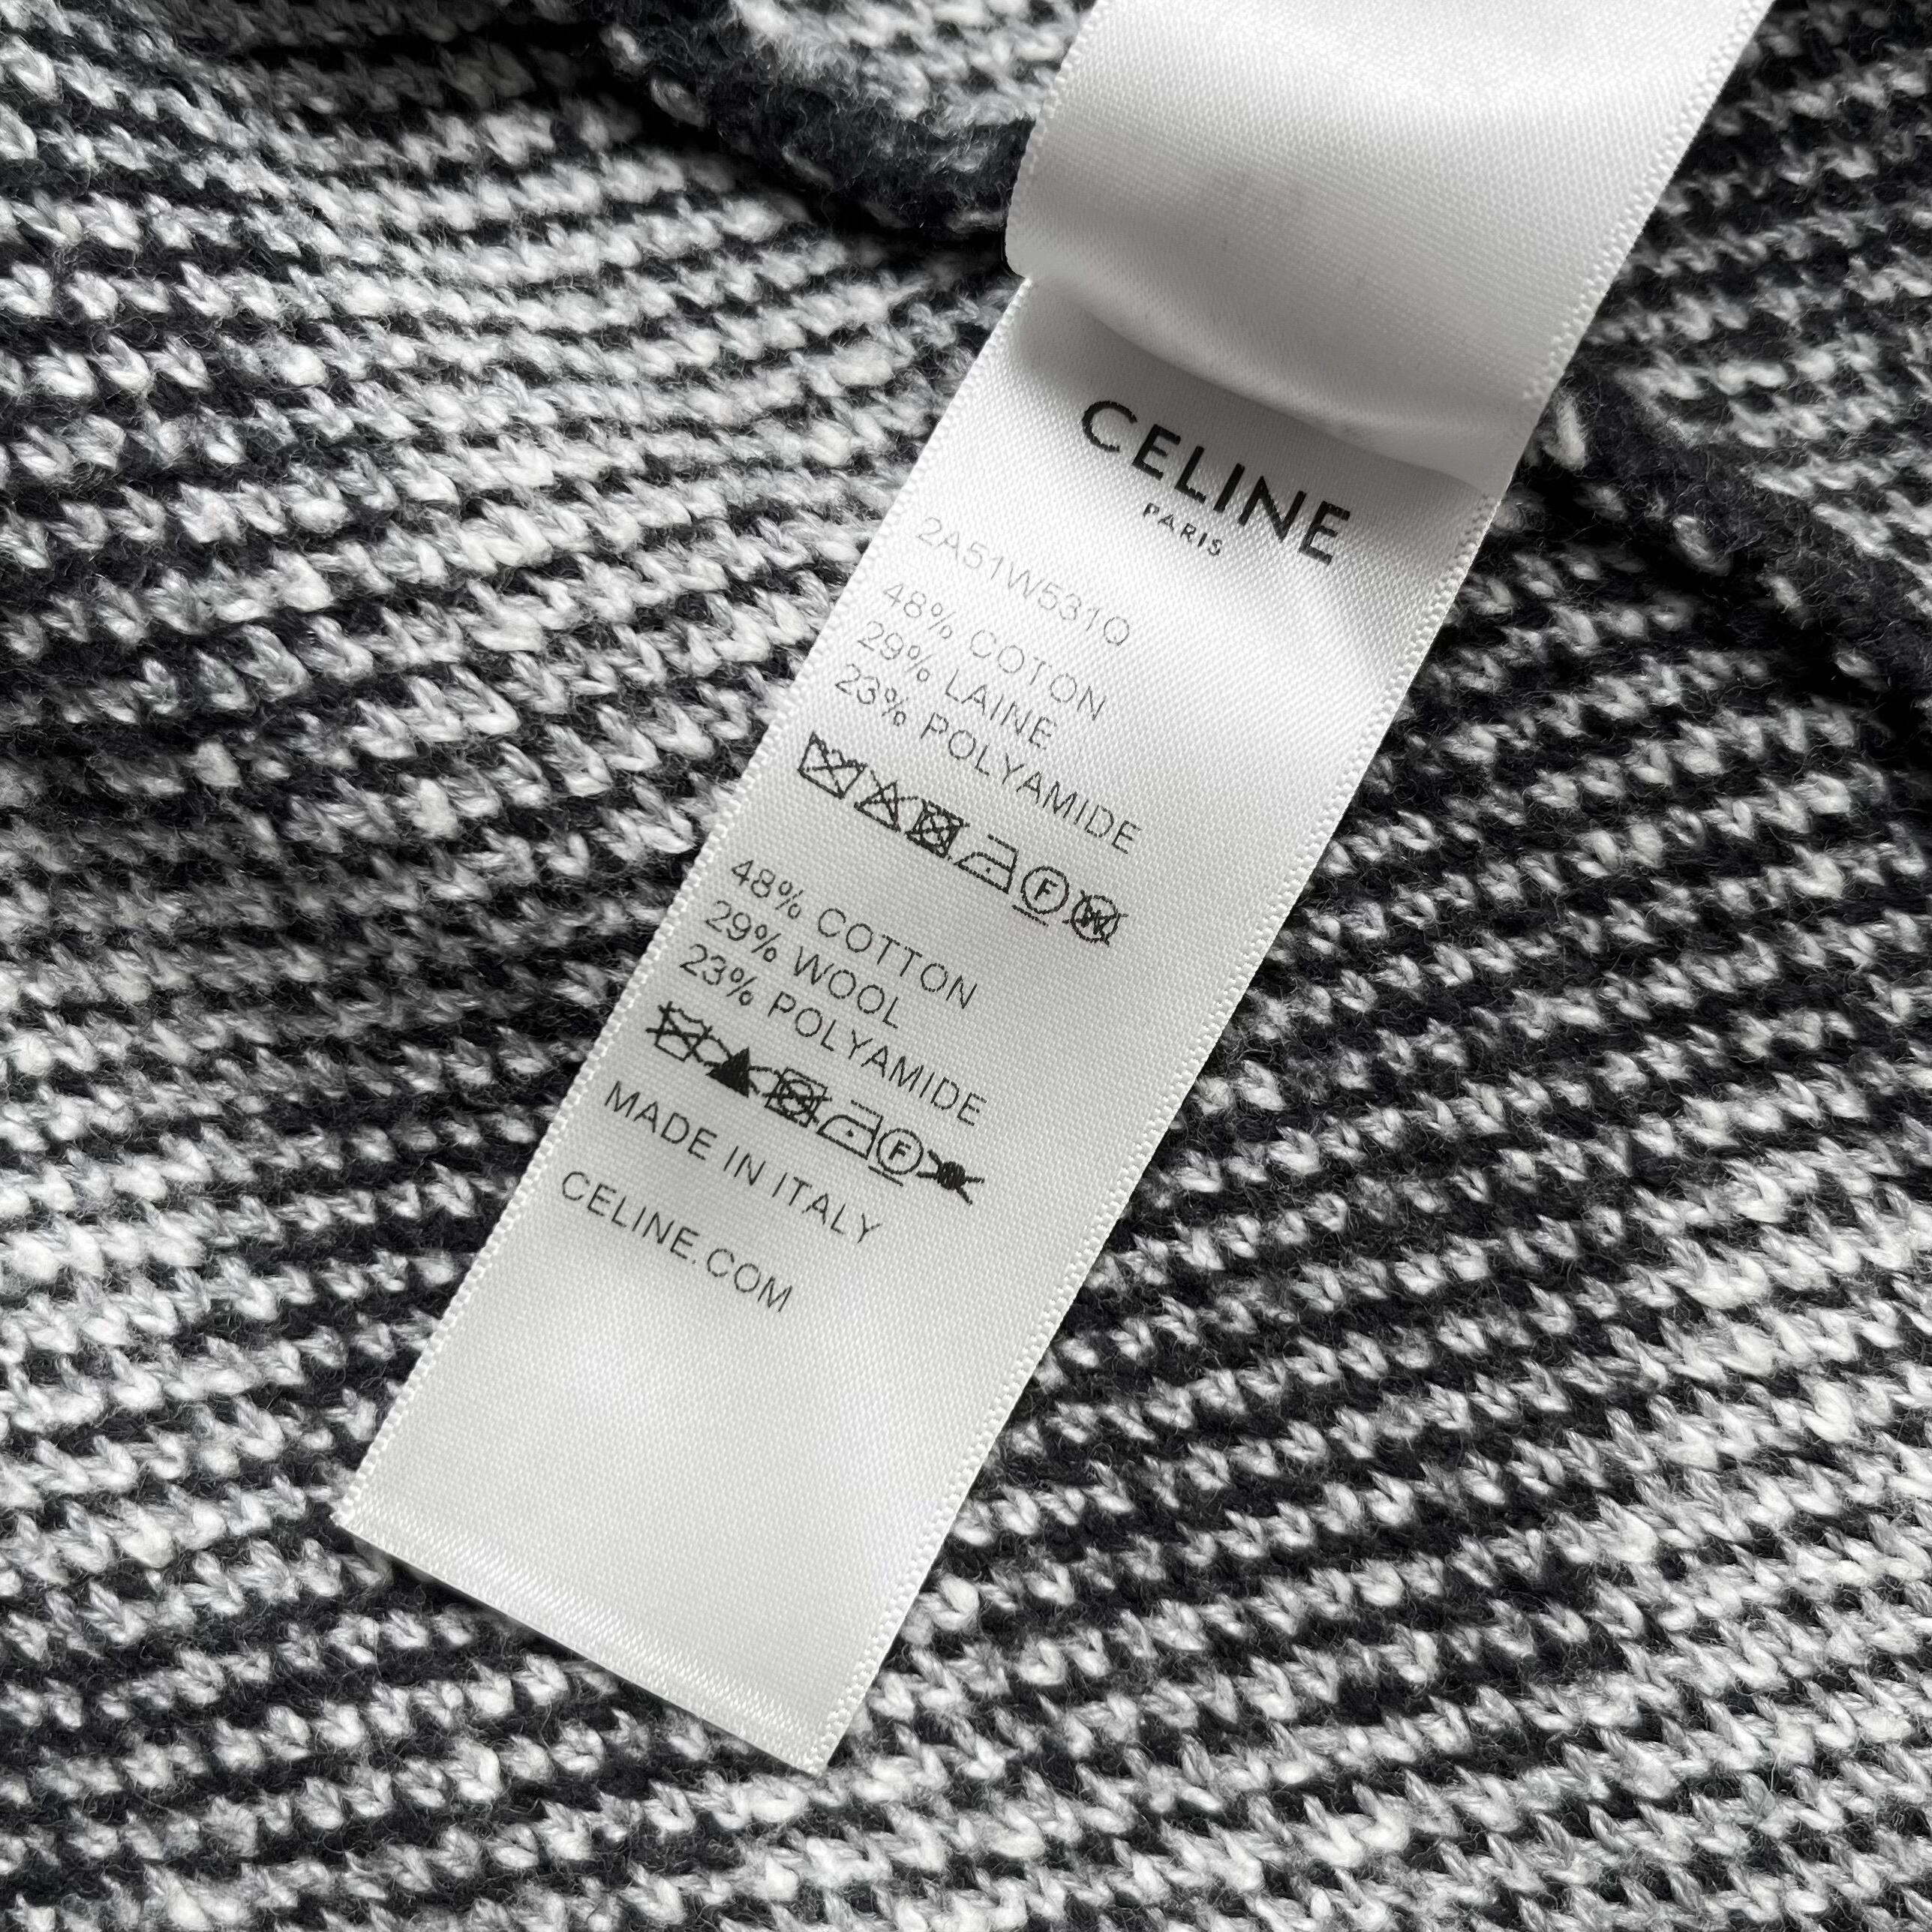 CELINE
PARIS
2A51W531Q
48% COTON
29% LAINE
23% POLYAMIDE
F W
48% COTTON
29% WOOL
23% POLYAMIDE
F
MADE IN ITALY
CELINE.COM